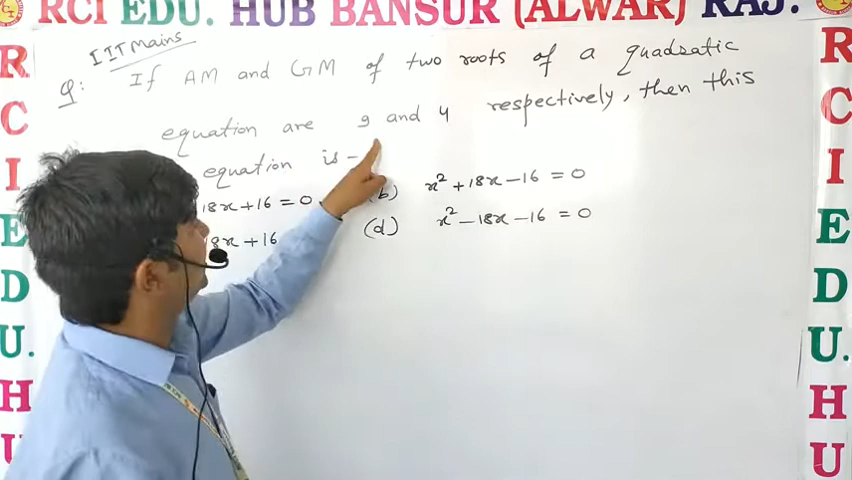 RCI EDU. HUB BANSUR (ALWAR) RAJ.
IIT Mains
Q: If AM and GM of two roots of a quadratic
equation are 9 and 4 respectively, then this
equation is -
18x + 16 = 0 (b) x² + 18x - 16 = 0
8x + 16 (d) x² - 18x - 16 = 0
R
C
I
E
D
U.
H
R
C
I
E
D
U.
H
U